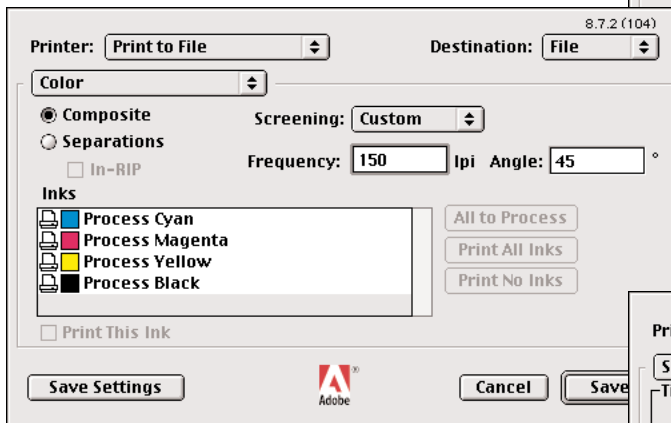 8.7.2 (104)
Printer: Print to File Destination: File
Color
Composite Screening: Custom
Separations
In-RIP Frequency: 150 lpi Angle: 45 °
Inks
Process Cyan All to Process
Process Magenta
Process Yellow Print All Inks
Process Black Print No Inks
Print This Ink
Save Settings Adobe® Cancel Save